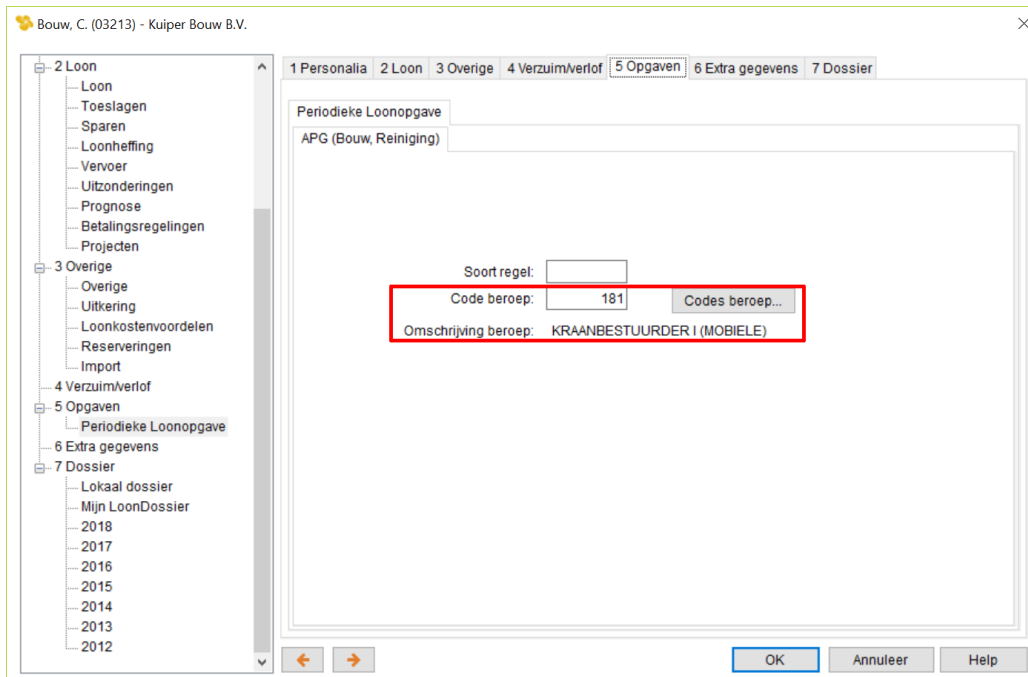 Bouw, C. (03213) - Kuiper Bouw B.V.
2 Loon
Loon
Toeslagen
Sparen
Loonheffing
Vervoer
Uitzonderingen
Prognose
Betalingsregelingen
Projecten
3 Overige
Overige
Uitkering
Loonkostenvoordelen
Reserveringen
Import
4 Verzuim/verlof
5 Opgaven
Periodieke Loonopgave
6 Extra gegevens
7 Dossier
Lokaal dossier
Mijn LoonDossier
2018
2017
2016
2015
2014
2013
2012
1 Personalia 2 Loon 3 Overige 4 Verzuim/verlof 5 Opgaven 6 Extra gegevens 7 Dossier
Periodieke Loonopgave
APG (Bouw, Reiniging)
Soort regel:
Code beroep: 181 Codes beroep...
Omschrijving beroep: KRAANBESTUURDER I (MOBIELE)
OK Annuleer Help